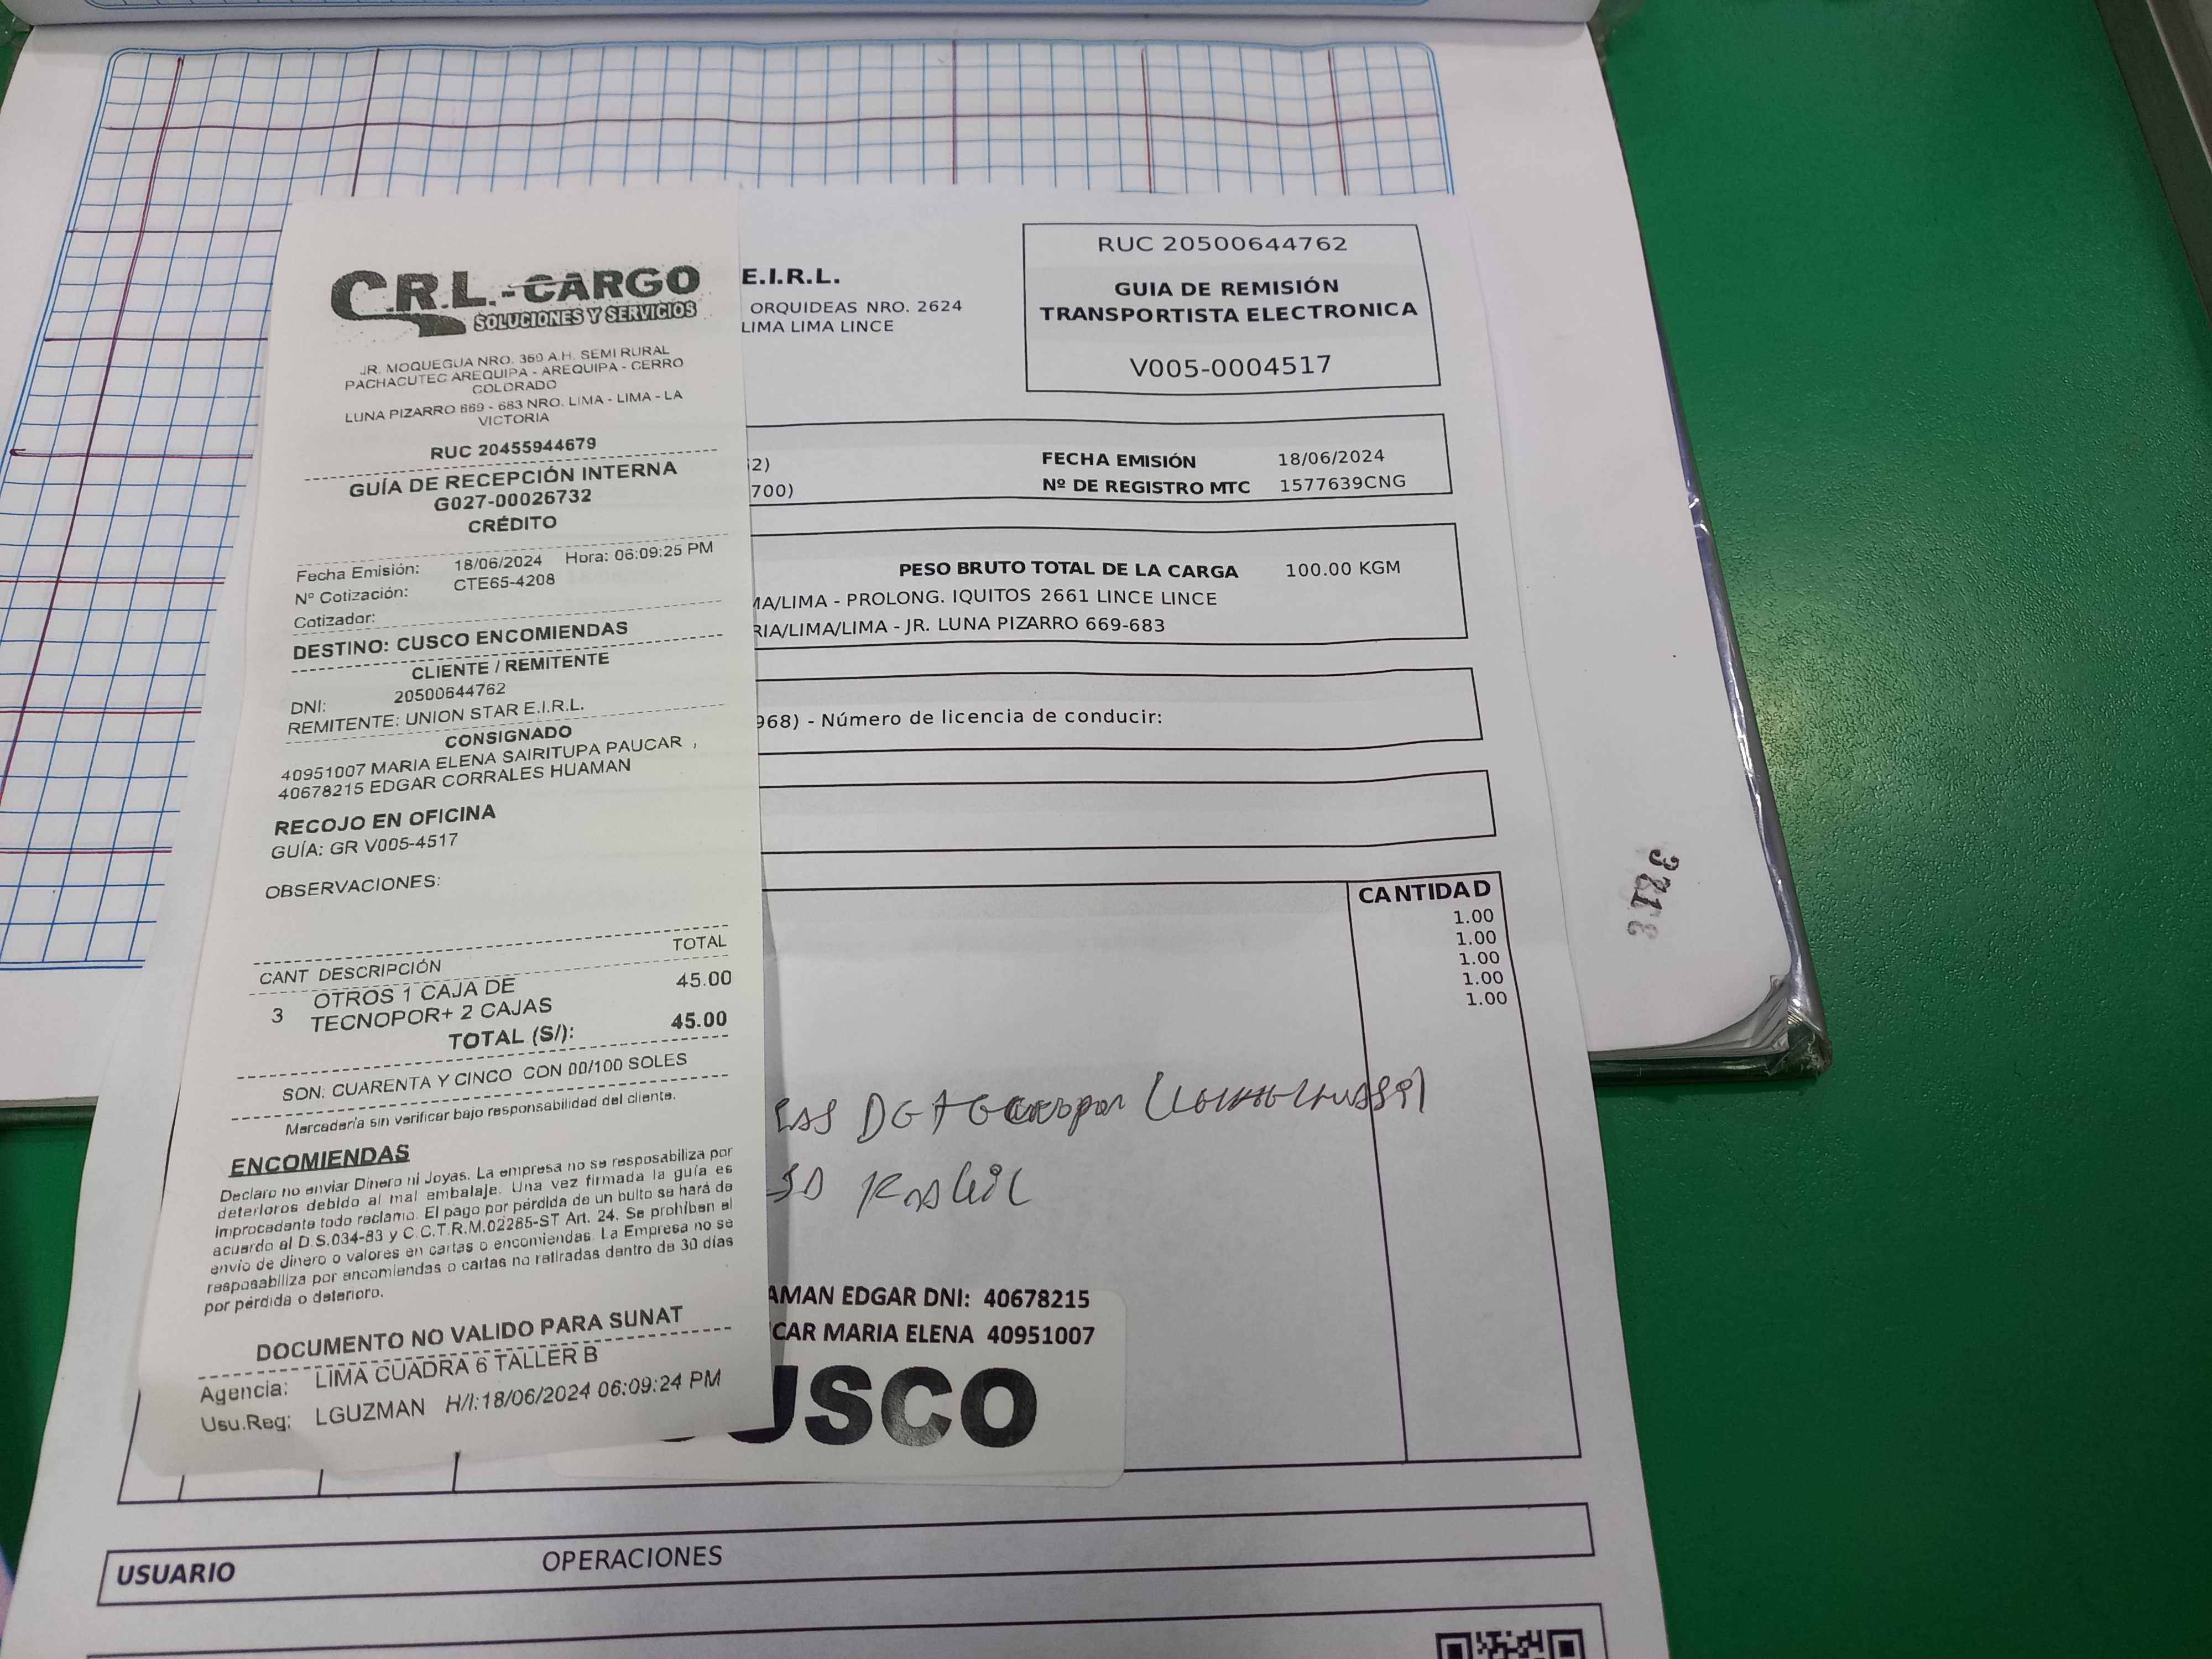 C.R.L.-CARGO
SOLUCIONES Y SERVICIOS
JR. MOQUEGUA NRO. 360 A.H. SEMI RURAL
PACHACUTEC AREQUIPA - AREQUIPA - CERRO
COLORADO
LUNA PIZARRO 669 - 683 NRO. LIMA - LIMA - LA
VICTORIA
RUC 20455944679
GUÍA DE RECEPCIÓN INTERNA
G027-00026732
CRÉDITO
Fecha Emisión: 18/06/2024 Hora: 06:09:25 PM
Nº Cotización: CTE65-4208
Cotizador:
DESTINO: CUSCO ENCOMIENDAS
CLIENTE / REMITENTE
DNI: 20500644762
REMITENTE: UNION STAR E.I.R.L.
CONSIGNADO
40951007 MARIA ELENA SAIRITUPA PAUCAR ,
40678215 EDGAR CORRALES HUAMAN
RECOJO EN OFICINA
GUÍA: GR V005-4517
OBSERVACIONES:
CANT DESCRIPCIÓN TOTAL
3 OTROS 1 CAJA DE 45.00
TECNOPOR+ 2 CAJAS
TOTAL (S/): 45.00
SON: CUARENTA Y CINCO CON 00/100 SOLES
Mercadería sin verificar bajo responsabilidad del cliente.
ENCOMIENDAS
Declaro no enviar Dinero ni Joyas. La empresa no se resposabiliza por
deterioros debido al mal embalaje. Una vez firmada la guía es
improcedente todo reclamo. El pago por pérdida de un bulto se hará de
acuerdo al D.S.034-83 y C.C.T.R.M.02285-ST Art. 24. Se prohiben el
envío de dinero o valores en cartas o encomiendas. La Empresa no se
resposabiliza por encomiendas o cartas no retiradas dentro de 30 días
por pérdida o deterioro.
DOCUMENTO NO VALIDO PARA SUNAT
Agencia: LIMA CUADRA 6 TALLER B
Usu.Reg: LGUZMAN H/I:18/06/2024 06:09:24 PM
E.I.R.L.
ORQUIDEAS NRO. 2624
LIMA LIMA LINCE
RUC 20500644762
GUIA DE REMISIÓN
TRANSPORTISTA ELECTRONICA
V005-0004517
2) FECHA EMISIÓN 18/06/2024
700) Nº DE REGISTRO MTC 1577639CNG
PESO BRUTO TOTAL DE LA CARGA 100.00 KGM
MA/LIMA - PROLONG. IQUITOS 2661 LINCE LINCE
RIA/LIMA/LIMA - JR. LUNA PIZARRO 669-683
968) - Número de licencia de conducir:
CANTIDAD
1.00
1.00
1.00
1.00
1.00
AMAN EDGAR DNI: 40678215
CAR MARIA ELENA 40951007
USCO
USUARIO OPERACIONES